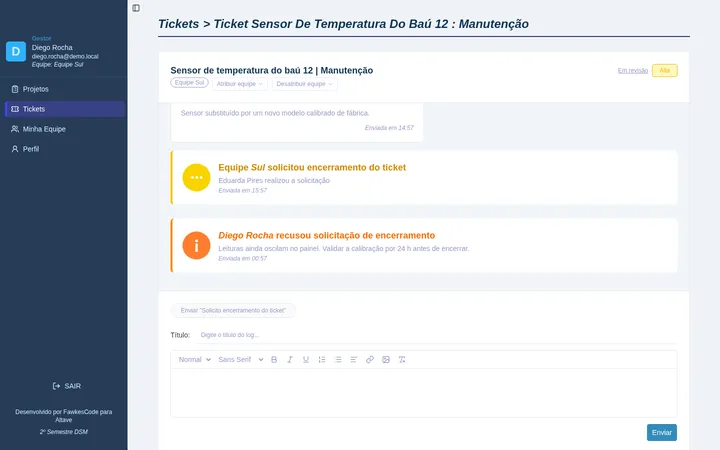 Gestor
D
Diego Rocha
diego.rocha@demo.local
Equipe: Equipe Sul
Projetos
Tickets
Minha Equipe
Perfil
SAIR
Desenvolvido por FawkesCode para
Altave
2º Semestre DSM
Tickets > Ticket Sensor De Temperatura Do Baú 12 : Manutenção
Sensor de temperatura do baú 12 | Manutenção
Equipe Sul
Atribuir equipe
Desatribuir equipe
Em revisão
Alta
Sensor substituído por um novo modelo calibrado de fábrica.
Enviada em 14:57
Equipe Sul solicitou encerramento do ticket
Eduarda Pires realizou a solicitação
Enviada em 15:57
Diego Rocha recusou solicitação de encerramento
Leituras ainda oscilam no painel. Validar a calibração por 24 h antes de encerrar.
Enviada em 00:57
Enviar "Solicito encerramento do ticket"
Título:
Digite o título do log...
Normal
Sans Serif
Enviar